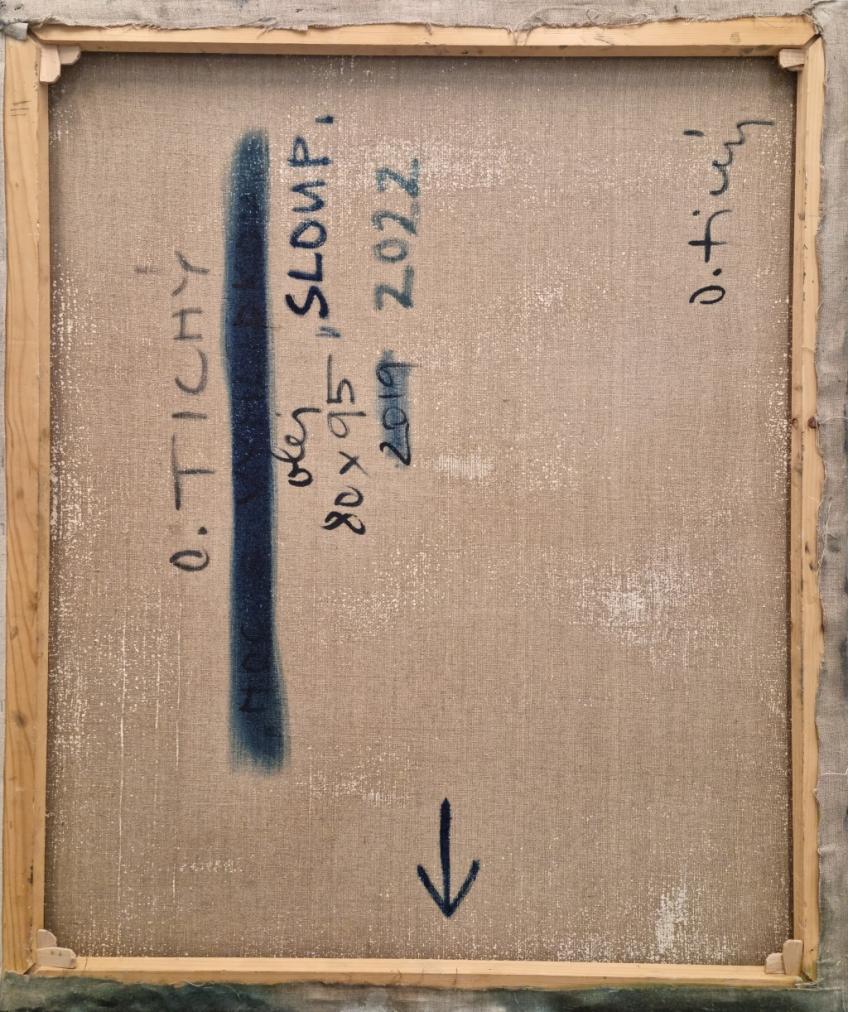 O. TICHÝ
olej „SLOUP.
80 x 95
2019 2022
O. Tichý